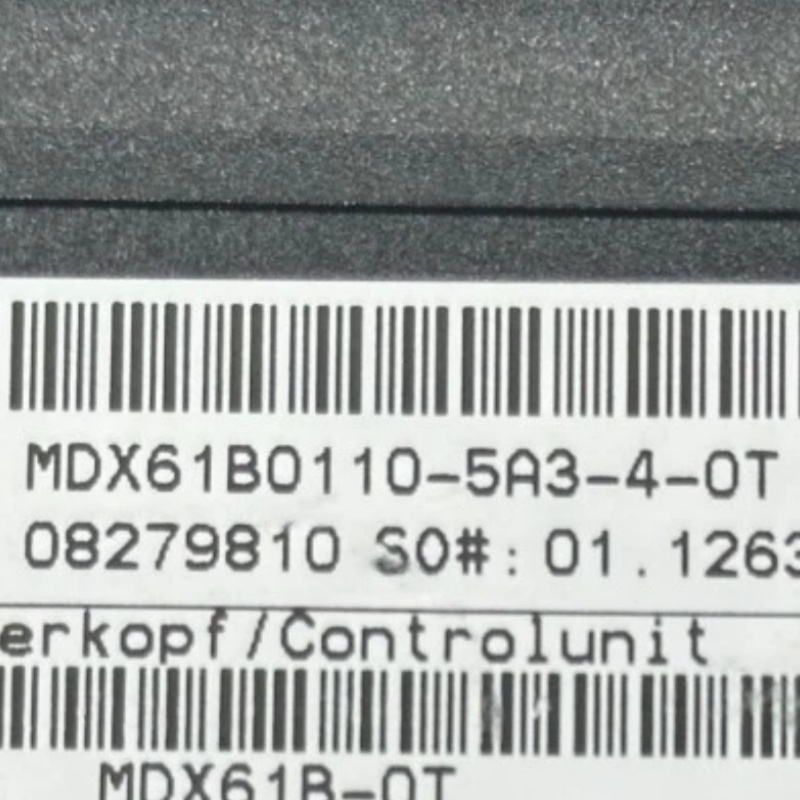 MDX61B0110-5A3-4-0T
08279810 SO#: 01.1263
erkopf/Controlunit
MDX61B-0T